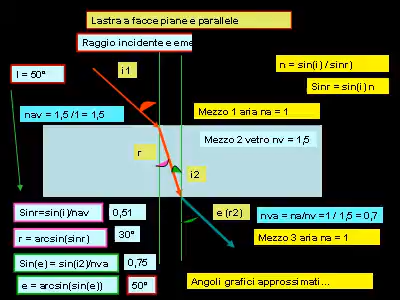 Lastra a facce piane e parallele
Raggio incidente e eme
I = 50°
i1
n = sin(i) / sinr)
Sinr = sin(i) n
nav = 1,5 /1 = 1,5
Mezzo 1 aria na = 1
Mezzo 2 vetro nv = 1,5
r
i2
Sinr=sin(i)/nav
0,51
e (r2)
nva = na/nv =1 / 1,5 = 0,7
r = arcsin(sinr)
30°
Mezzo 3 aria na = 1
Sin(e) = sin(i2)/nva
0,75
e = arcsin(sin(e))
50°
Angoli grafici approssimati...